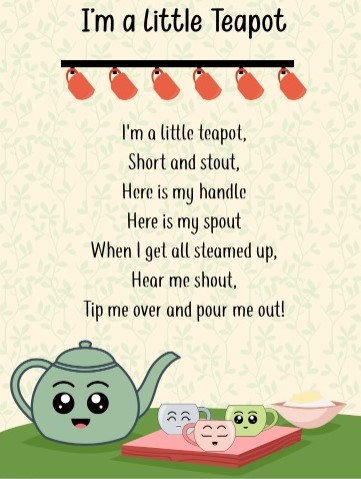 I'm a little Teapot
I'm a little teapot,
Short and stout,
Here is my handle
Here is my spout
When I get all steamed up,
Hear me shout,
Tip me over and pour me out!